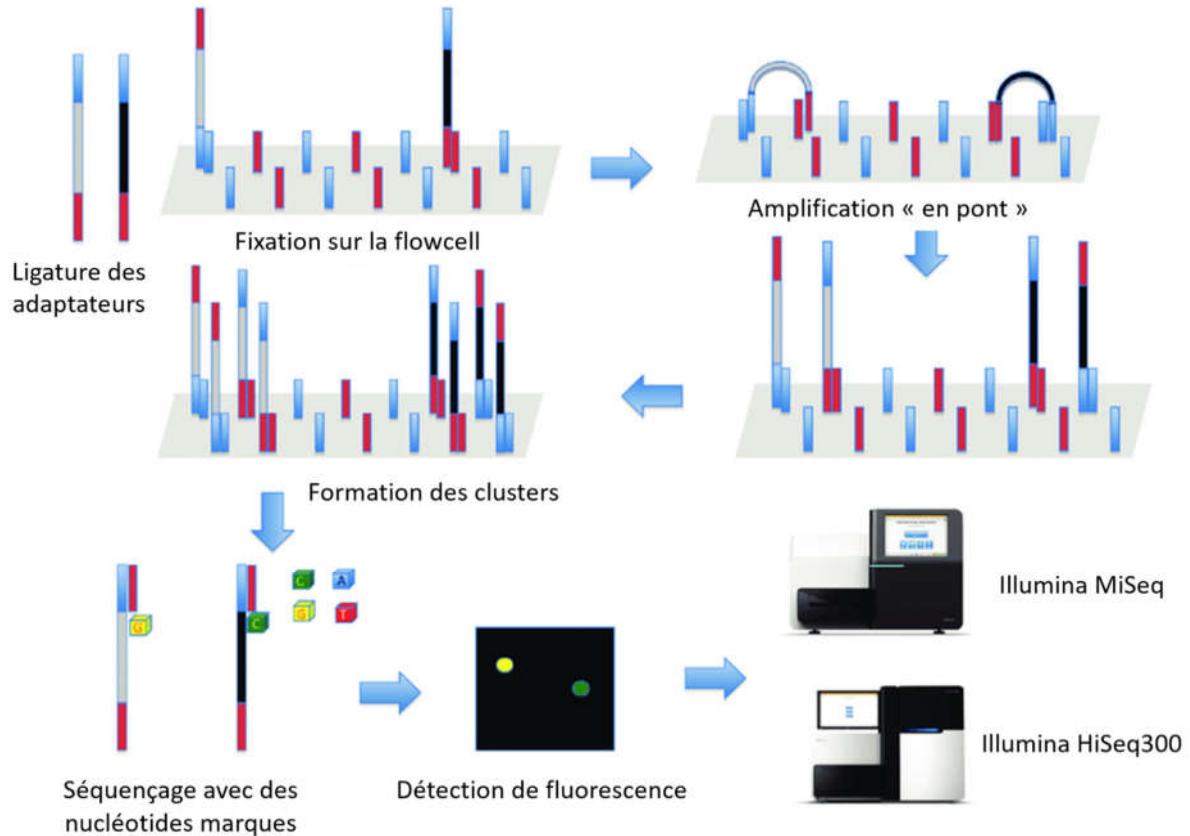 Ligature des
adaptateurs
Fixation sur la flowcell
Amplification « en pont »
Formation des clusters
G
C
C
A
G
T
Séquençage avec des
nucléotides marques
Détection de fluorescence
Illumina MiSeq
Illumina HiSeq300